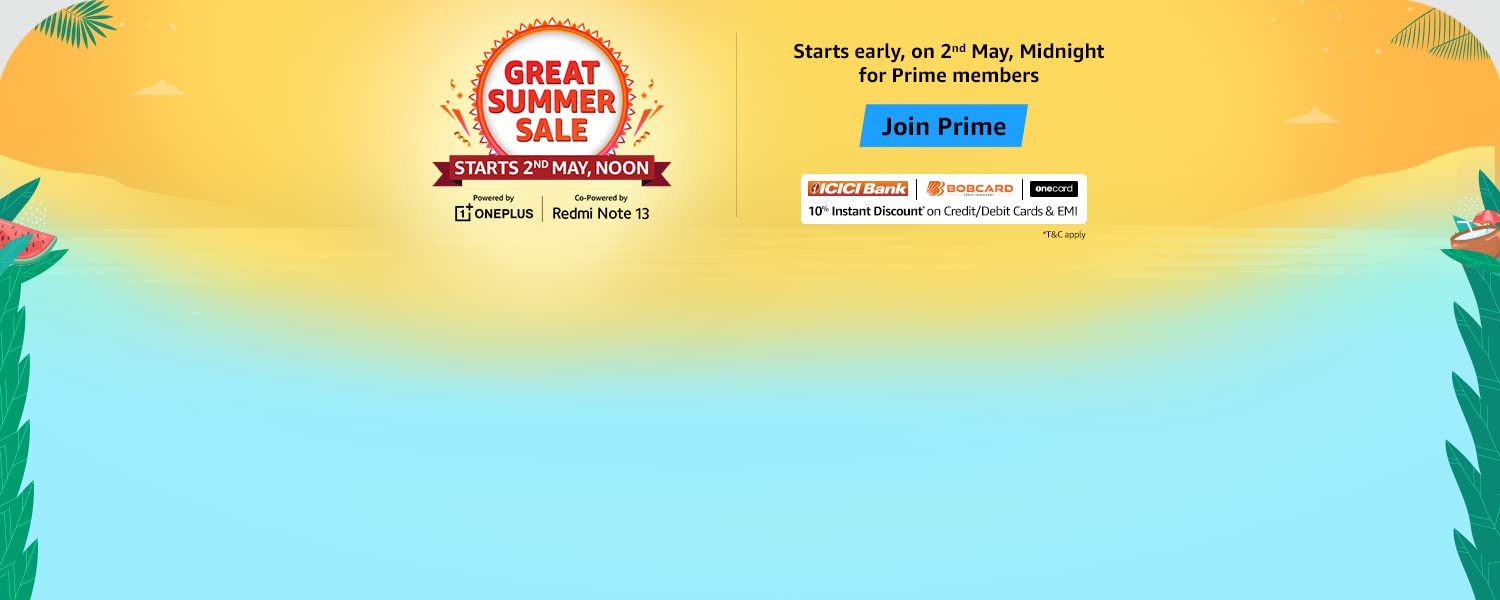 GREAT
SUMMER
SALE
STARTS 2ND MAY, NOON
Powered by
ONEPLUS
Co-Powered by
Redmi Note 13
Starts early, on 2nd May, Midnight
for Prime members
Join Prime
ICICI Bank
BOBCARD
onecard
10% Instant Discount* on Credit/Debit Cards & EMI
*T&C apply